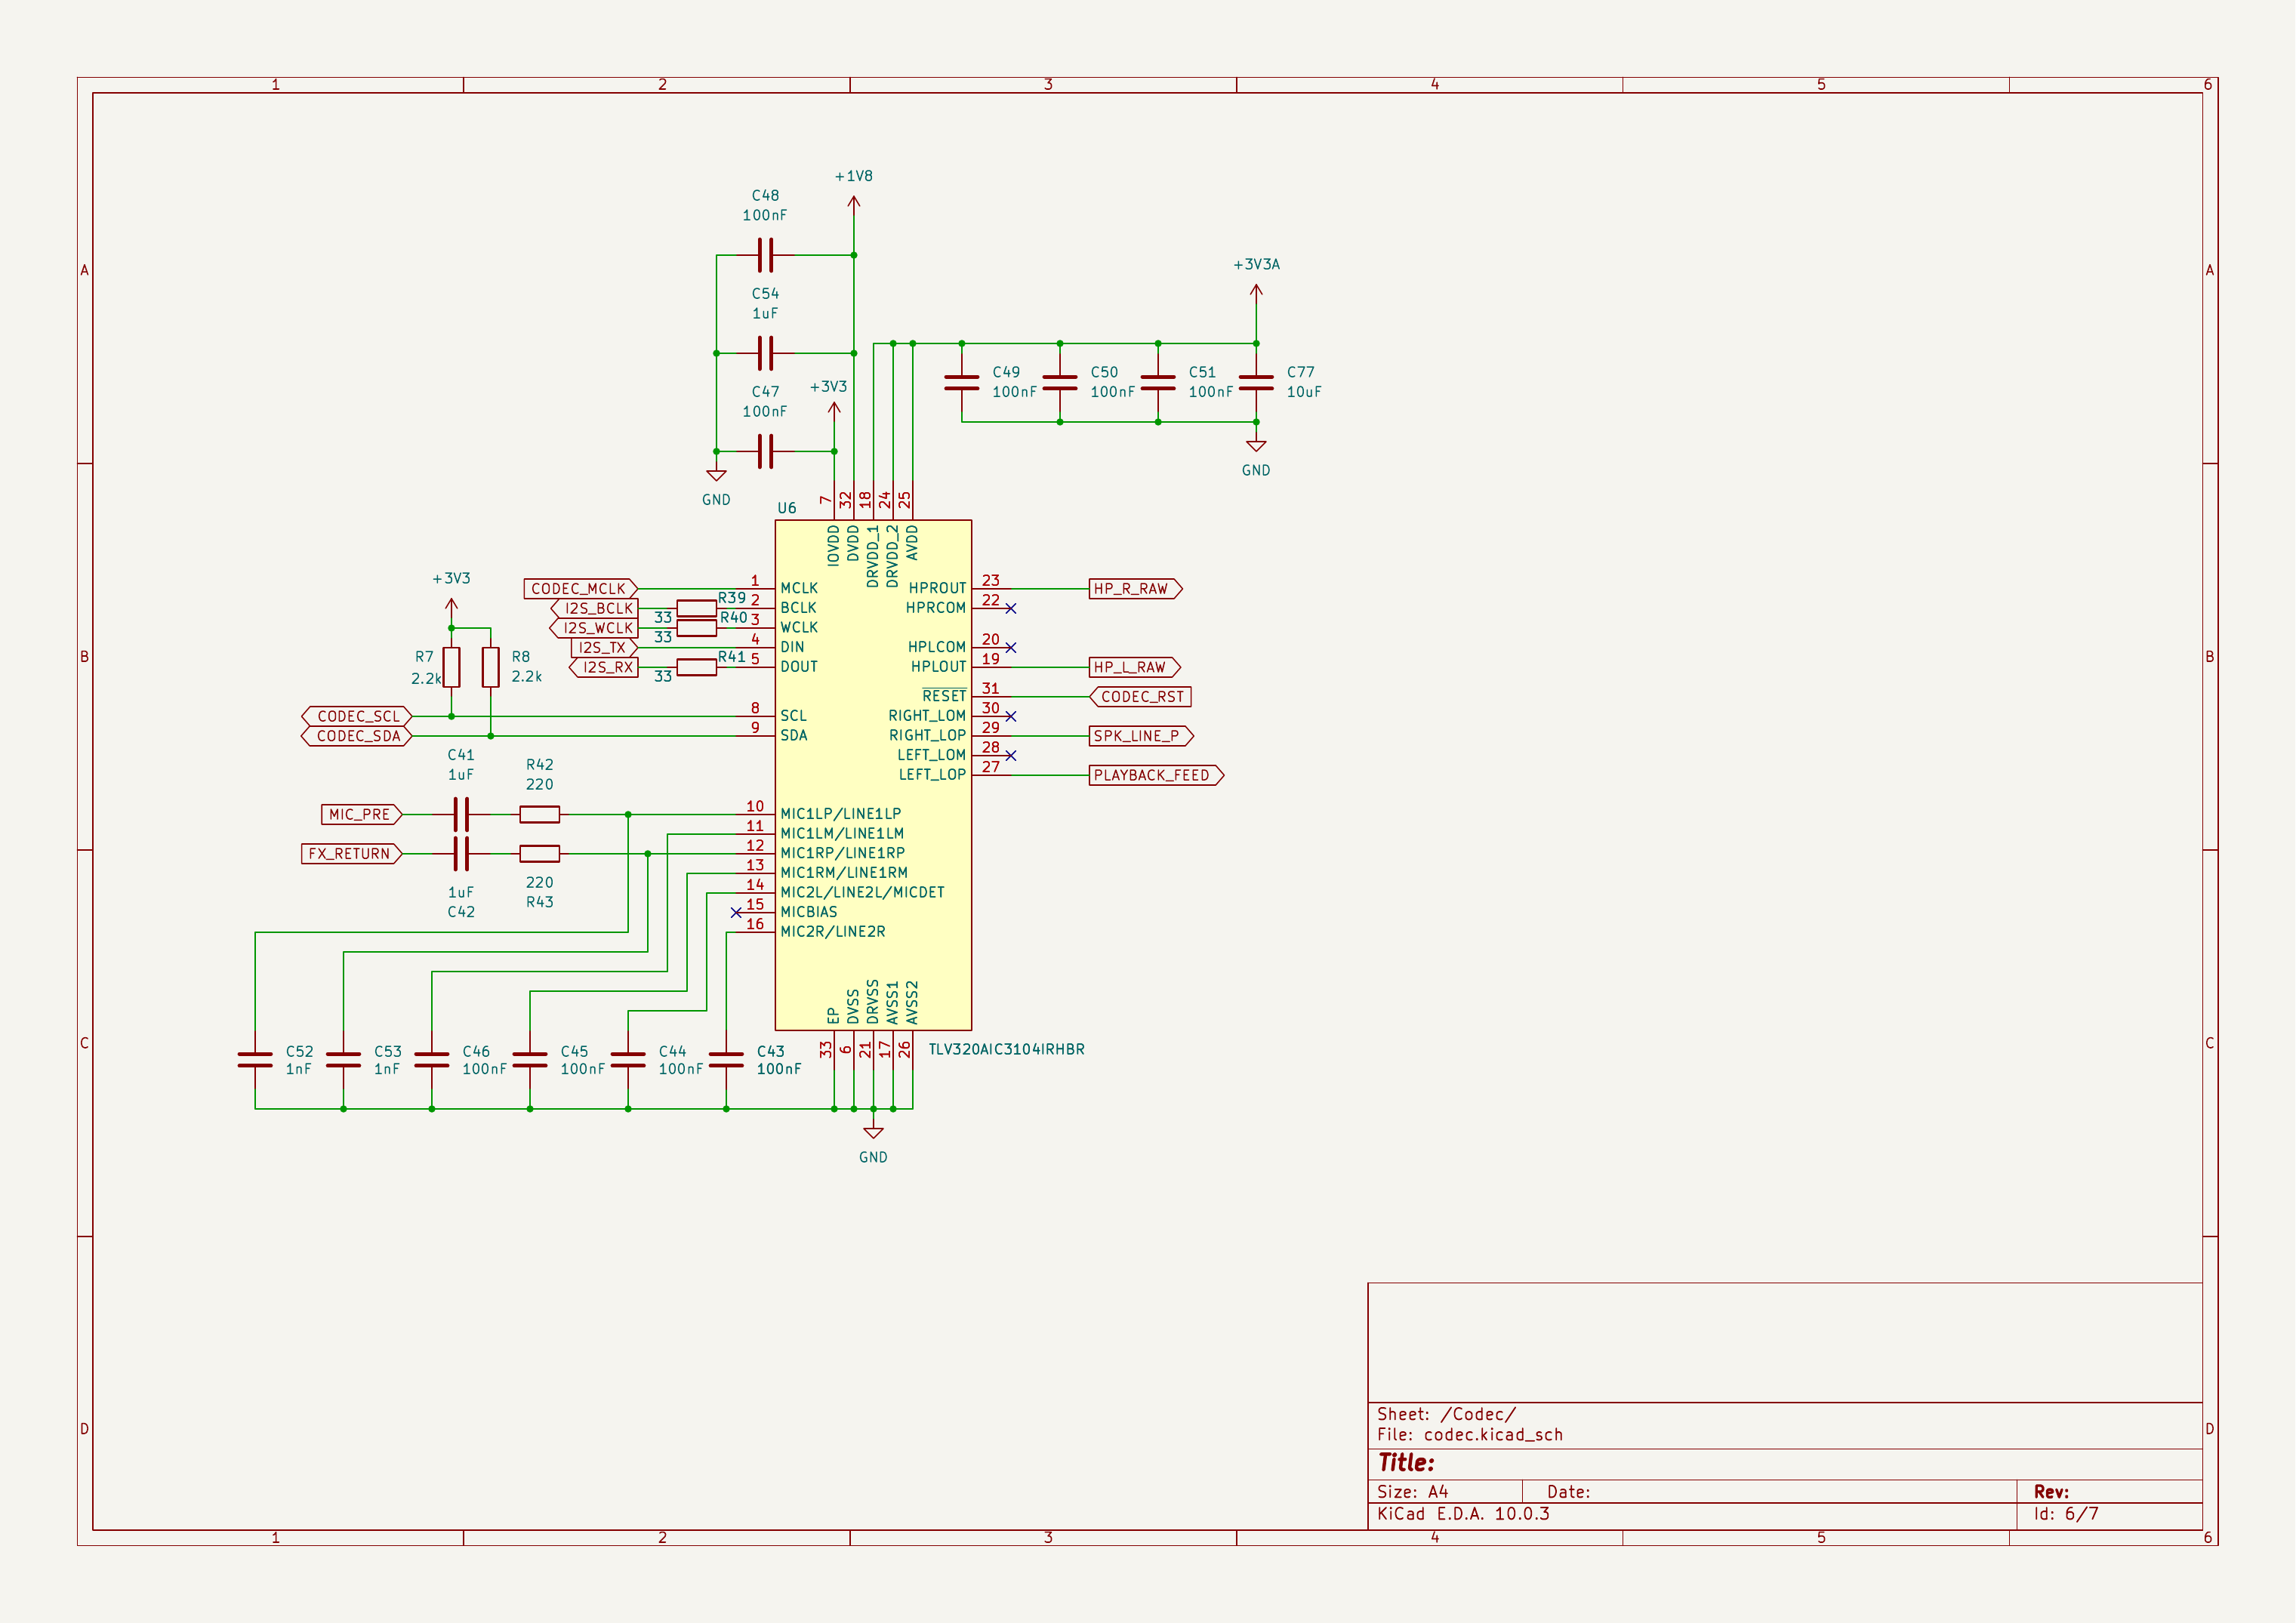 1 2 3 4 5 6
A A
B B
C C
D D
+1V8
C48
100nF
C54
1uF
+3V3
C47
100nF
GND
+3V3A
C49
100nF
C50
100nF
C51
100nF
C77
10uF
GND
U6
7 32 18 24 25
IOVDD
DVDD
DRVDD_1
DRVDD_2
AVDD
CODEC_MCLK 1 MCLK
I2S_BCLK 33 R39 2 BCLK
I2S_WCLK 33 R40 3 WCLK
I2S_TX 4 DIN
I2S_RX 33 R41 5 DOUT
+3V3
R7
2.2k
R8
2.2k
CODEC_SCL 8 SCL
CODEC_SDA 9 SDA
C41
1uF
R42
220
MIC_PRE 10 MIC1LP/LINE1LP
11 MIC1LM/LINE1LM
FX_RETURN 12 MIC1RP/LINE1RP
13 MIC1RM/LINE1RM
14 MIC2L/LINE2L/MICDET
15 MICBIAS
16 MIC2R/LINE2R
1uF
C42
220
R43
HPROUT 23 HP_R_RAW
HPRCOM 22
HPLCOM 20
HPLOUT 19 HP_L_RAW
RESET 31 CODEC_RST
RIGHT_LOM 30
RIGHT_LOP 29 SPK_LINE_P
LEFT_LOM 28
LEFT_LOP 27 PLAYBACK_FEED
EP
DVSS
DRVSS
AVSS1
AVSS2
33 6 21 17 26
TLV320AIC3104IRHBR
C52
1nF
C53
1nF
C46
100nF
C45
100nF
C44
100nF
C43
100nF
GND
Sheet: /Codec/
File: codec.kicad_sch
Title:
Size: A4 Date: Rev:
KiCad E.D.A. 10.0.3 Id: 6/7
1 2 3 4 5 6